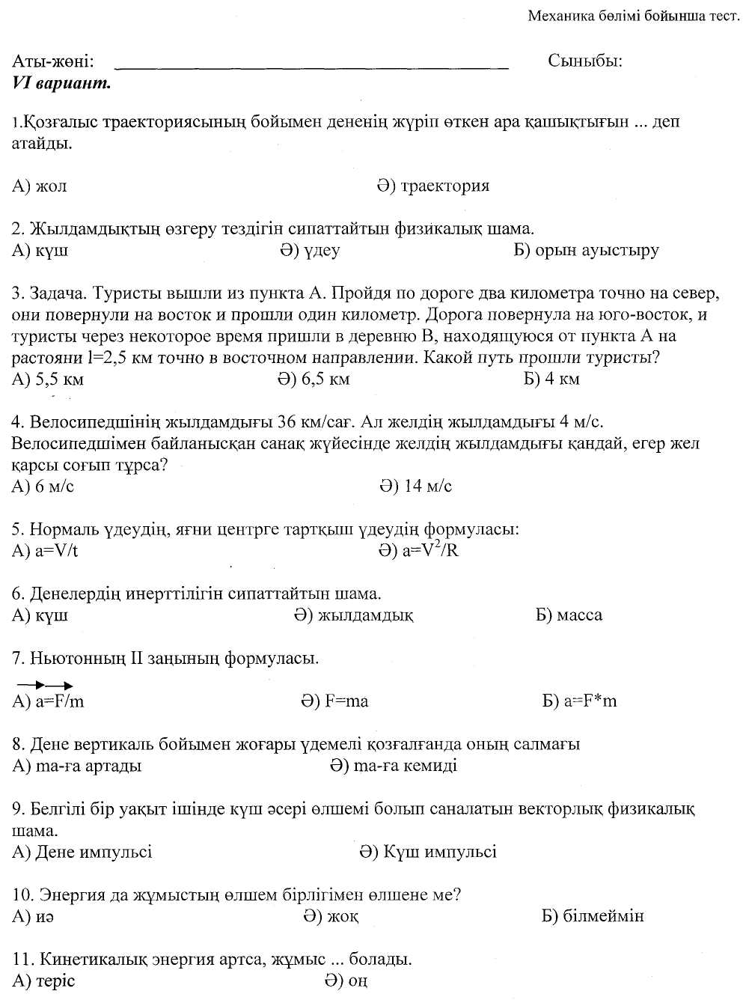 Механика бөлімі бойынша тест.
Аты-жөні: ________________________________________ Сыныбы:
VI вариант.
1.Қозғалыс траекториясының бойымен дененің жүріп өткен ара қашықтығын ... деп
атайды.
А) жол Ә) траектория
2. Жылдамдықтың өзгеру тездігін сипаттайтын физикалық шама.
А) күш Ә) үдеу Б) орын ауыстыру
3. Задача. Туристы вышли из пункта А. Пройдя по дороге два километра точно на север,
они повернули на восток и прошли один километр. Дорога повернула на юго-восток, и
туристы через некоторое время пришли в деревню В, находящуюся от пункта А на
растояни l=2,5 км точно в восточном направлении. Какой путь прошли туристы?
А) 5,5 км Ә) 6,5 км Б) 4 км
4. Велосипедшінің жылдамдығы 36 км/сағ. Ал желдің жылдамдығы 4 м/с.
Велосипедшімен байланысқан санақ жүйесінде желдің жылдамдығы қандай, егер жел
қарсы соғып тұрса?
А) 6 м/с Ә) 14 м/с
5. Нормаль үдеудің, яғни центрге тартқыш үдеудің формуласы:
А) a=V/t Ә) a=V²/R
6. Денелердің инерттілігін сипаттайтын шама.
А) күш Ә) жылдамдық Б) масса
7. Ньютонның II заңының формуласы.
А) a=F/m Ә) F=ma Б) a=F*m
8. Дене вертикаль бойымен жоғары үдемелі қозғалғанда оның салмағы
А) ma-ға артады Ә) ma-ға кемиді
9. Белгілі бір уақыт ішінде күш әсері өлшемі болып саналатын векторлық физикалық
шама.
А) Дене импульсі Ә) Күш импульсі
10. Энергия да жұмыстың өлшем бірлігімен өлшене ме?
А) иә Ә) жоқ Б) білмеймін
11. Кинетикалық энергия артса, жұмыс ... болады.
А) теріс Ә) оң